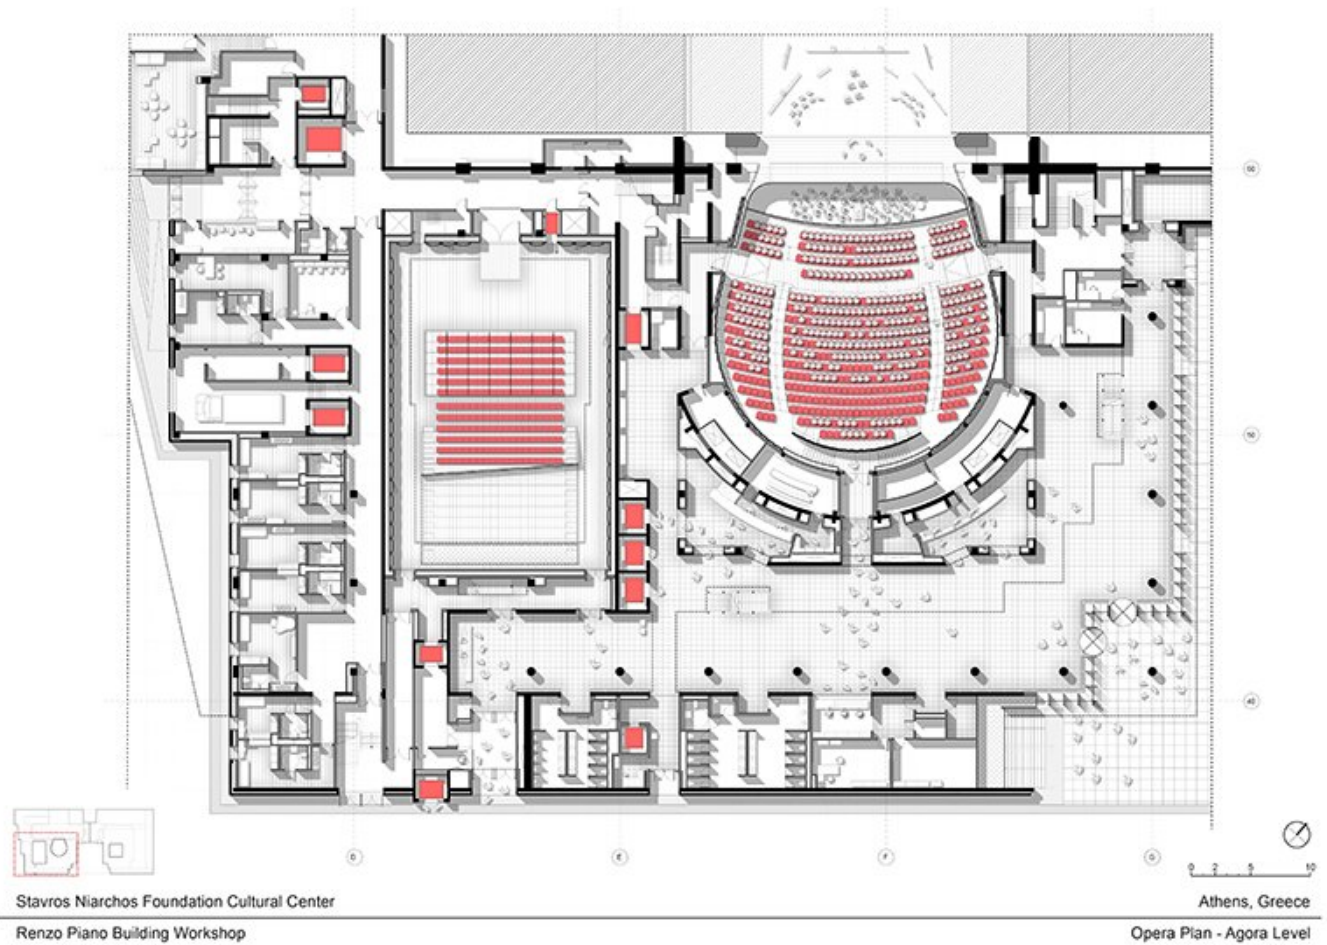 D
E
F
G
0 2 5 10
Stavros Niarchos Foundation Cultural Center
Athens, Greece
Renzo Piano Building Workshop
Opera Plan - Agora Level